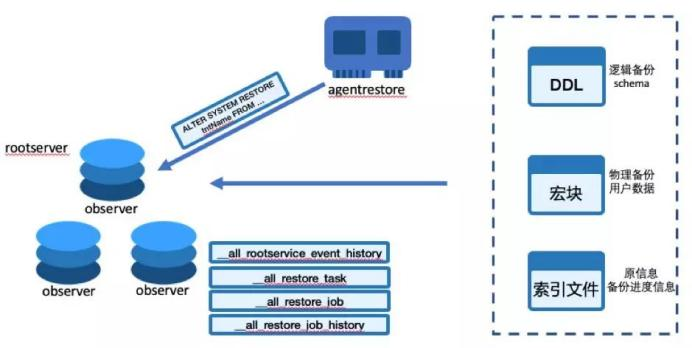 agentrestore
ALTER SYSTEM RESTORE
tntName FROM ...
rootserver
observer
observer
observer
__all_rootservice_event_history
__all_restore_task
__all_restore_job
__all_restore_job_history
DDL
逻辑备份
schema
宏块
物理备份
用户数据
索引文件
原信息
备份进度信息